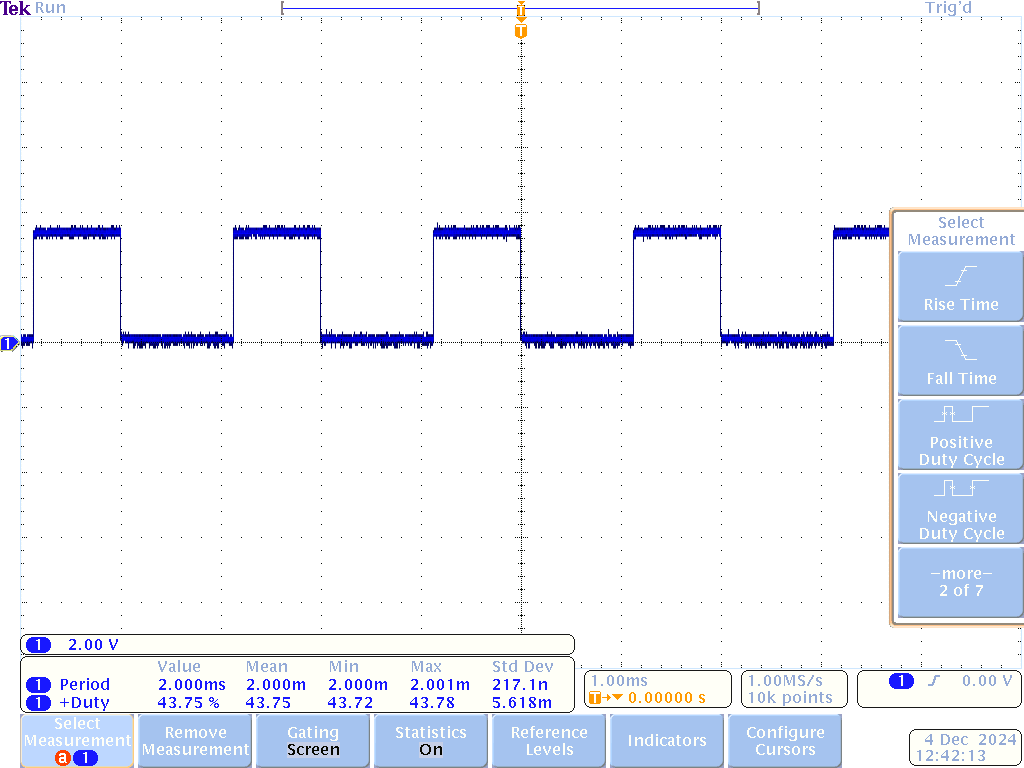 Tek Run Trig'd
T
T
1
Select
Measurement
Rise Time
Fall Time
Positive
Duty Cycle
Negative
Duty Cycle
—more—
2 of 7
1 2.00 V
Value Mean Min Max Std Dev
1 Period 2.000ms 2.000m 2.000m 2.001m 217.1n
1 +Duty 43.75 % 43.75 43.72 43.78 5.618m
1.00ms
T 0.00000 s
1.00MS/s
10k points
1 0.00 V
Select
Measurement
a 1
Remove
Measurement
Gating
Screen
Statistics
On
Reference
Levels
Indicators
Configure
Cursors
4 Dec 2024
12:42:13